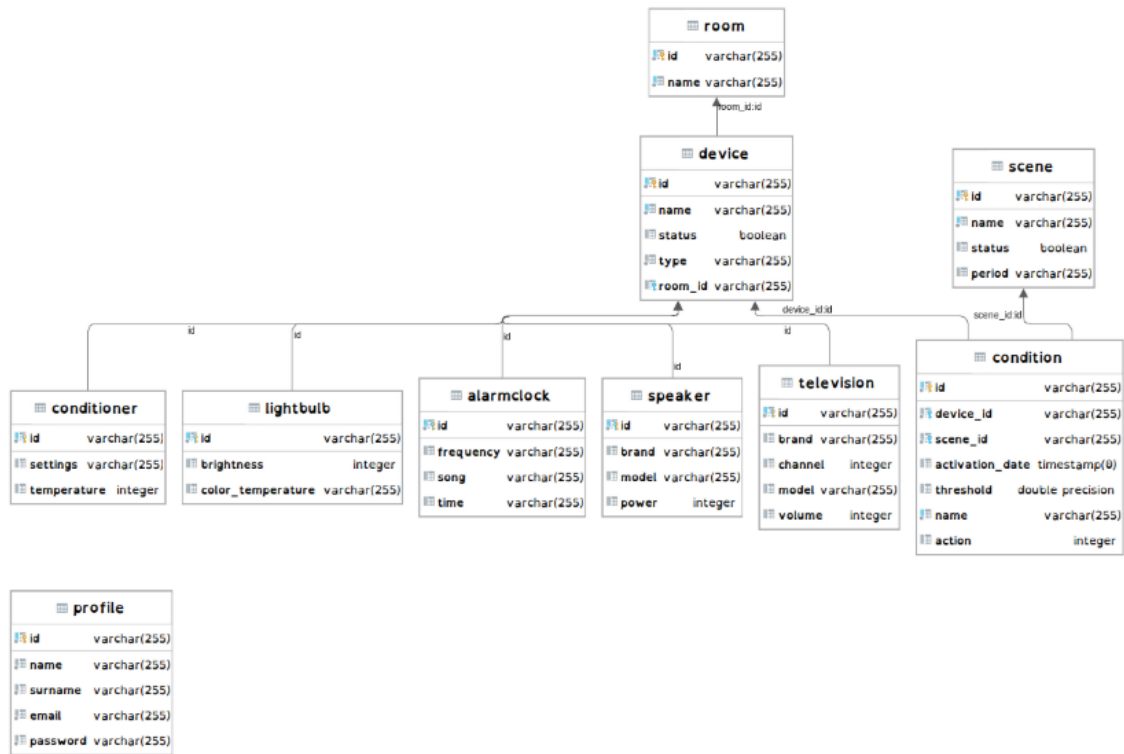 room
id varchar(255)
name varchar(255)
room_id:id
device
id varchar(255)
name varchar(255)
status boolean
type varchar(255)
room_id varchar(255)
scene
id varchar(255)
name varchar(255)
status boolean
period varchar(255)
device_id:id
scene_id:id
id
id
id
id
id
conditioner
id varchar(255)
settings varchar(255)
temperature integer
lightbulb
id varchar(255)
brightness integer
color_temperature varchar(255)
alarmclock
id varchar(255)
frequency varchar(255)
song varchar(255)
time varchar(255)
speaker
id varchar(255)
brand varchar(255)
model varchar(255)
power integer
television
id varchar(255)
brand varchar(255)
channel integer
model varchar(255)
volume integer
condition
id varchar(255)
device_id varchar(255)
scene_id varchar(255)
activation_date timestamp(0)
threshold double precision
name varchar(255)
action integer
profile
id varchar(255)
name varchar(255)
surname varchar(255)
email varchar(255)
password varchar(255)